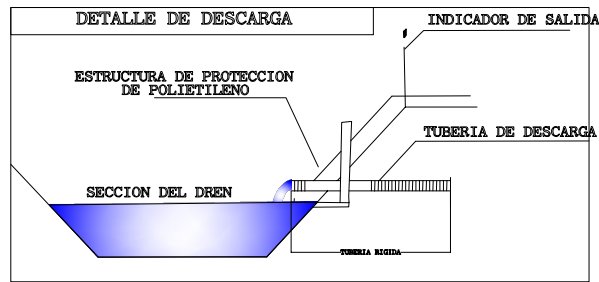 DETALLE DE DESCARGA
INDICADOR DE SALIDA
ESTRUCTURA DE PROTECCION
DE POLIETILENO
TUBERIA DE DESCARGA
SECCION DEL DREN
TUBERIA RIGIDA